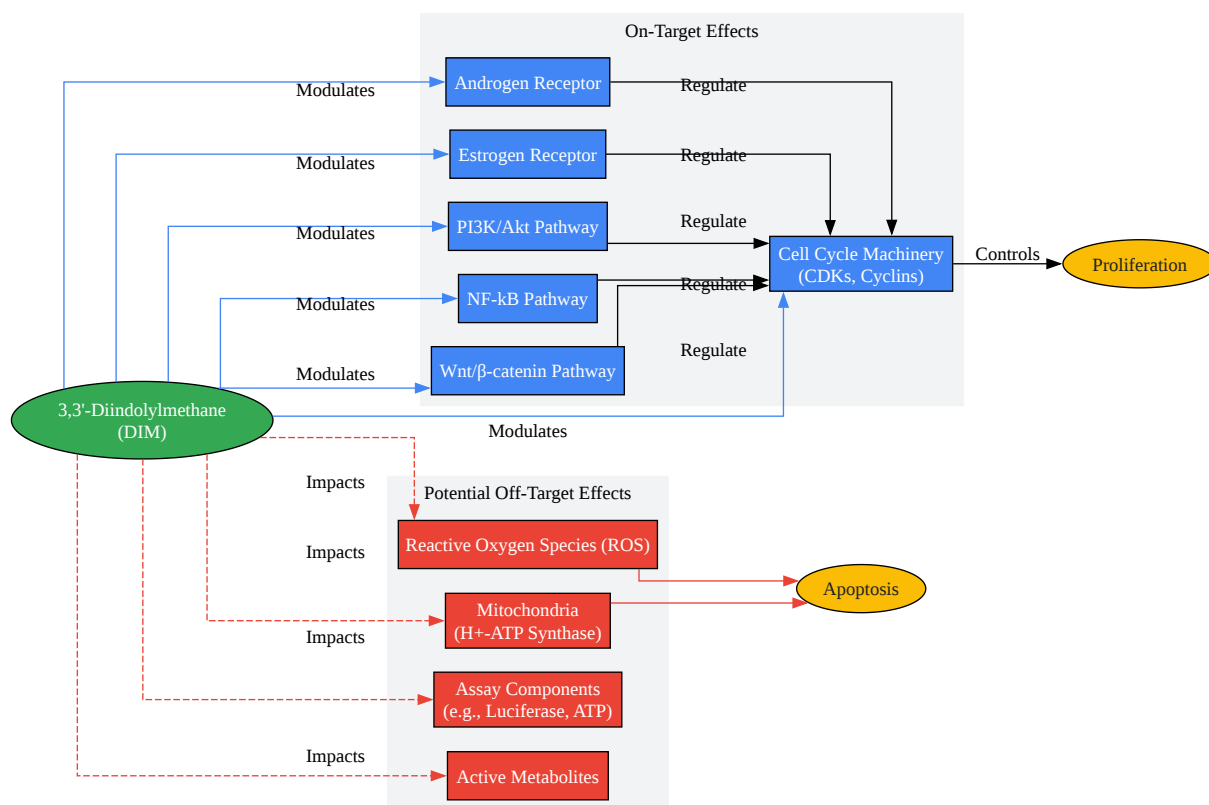 On-Target Effects
Androgen Receptor
Modulates
Regulate
Estrogen Receptor
Modulates
Regulate
PI3K/Akt Pathway
Modulates
Regulate
Cell Cycle Machinery
(CDKs, Cyclins)
Controls
Proliferation
NF-kB Pathway
Modulates
Regulate
Wnt/β-catenin Pathway
Modulates
Regulate
3,3'-Diindolylmethane
(DIM)
Modulates
Impacts
Potential Off-Target Effects
Reactive Oxygen Species (ROS)
Impacts
Apoptosis
Mitochondria
(H+-ATP Synthase)
Impacts
Assay Components
(e.g., Luciferase, ATP)
Impacts
Active Metabolites